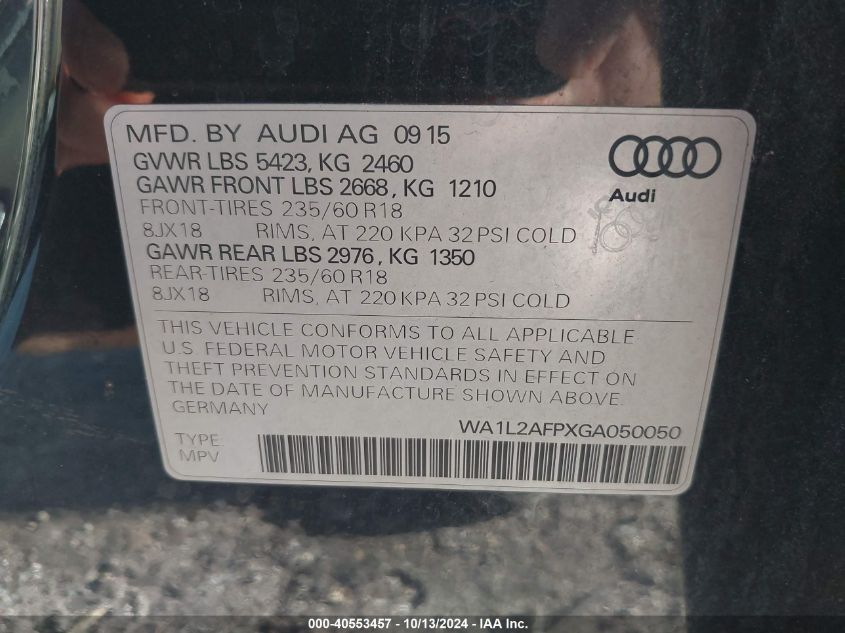 MFD. BY AUDI AG 09 15
GVWR LBS 5423, KG 2460
GAWR FRONT LBS 2668, KG 1210
FRONT-TIRES 235/60 R18
8JX18 RIMS, AT 220 KPA 32 PSI COLD
GAWR REAR LBS 2976, KG 1350
REAR-TIRES 235/60 R18
8JX18 RIMS, AT 220 KPA 32 PSI COLD
Audi
THIS VEHICLE CONFORMS TO ALL APPLICABLE
U.S. FEDERAL MOTOR VEHICLE SAFETY AND
THEFT PREVENTION STANDARDS IN EFFECT ON
THE DATE OF MANUFACTURE SHOWN ABOVE.
GERMANY
WA1L2AFPXGA050050
TYPE
MPV
000-40553457 - 10/13/2024 - IAA Inc.